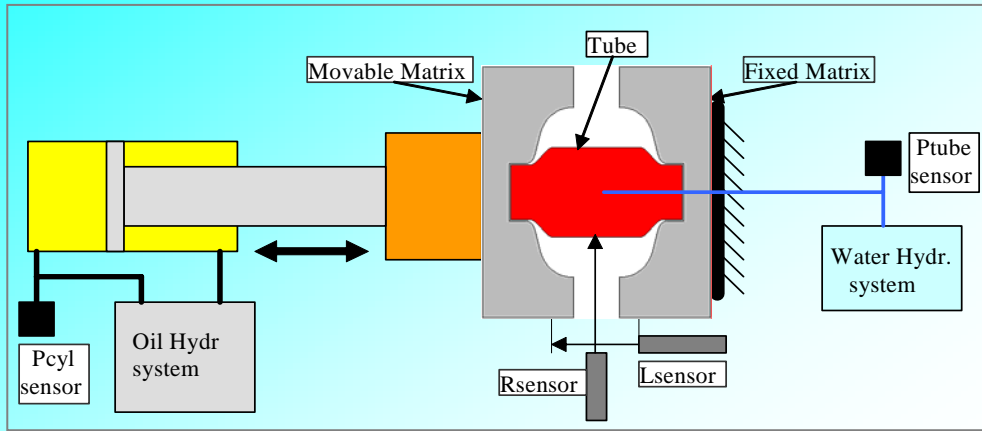 Tube
Movable Matrix
Fixed Matrix
Ptube
sensor
Water Hydr.
system
Oil Hydr
system
Pcyl
sensor
Rsensor
Lsensor